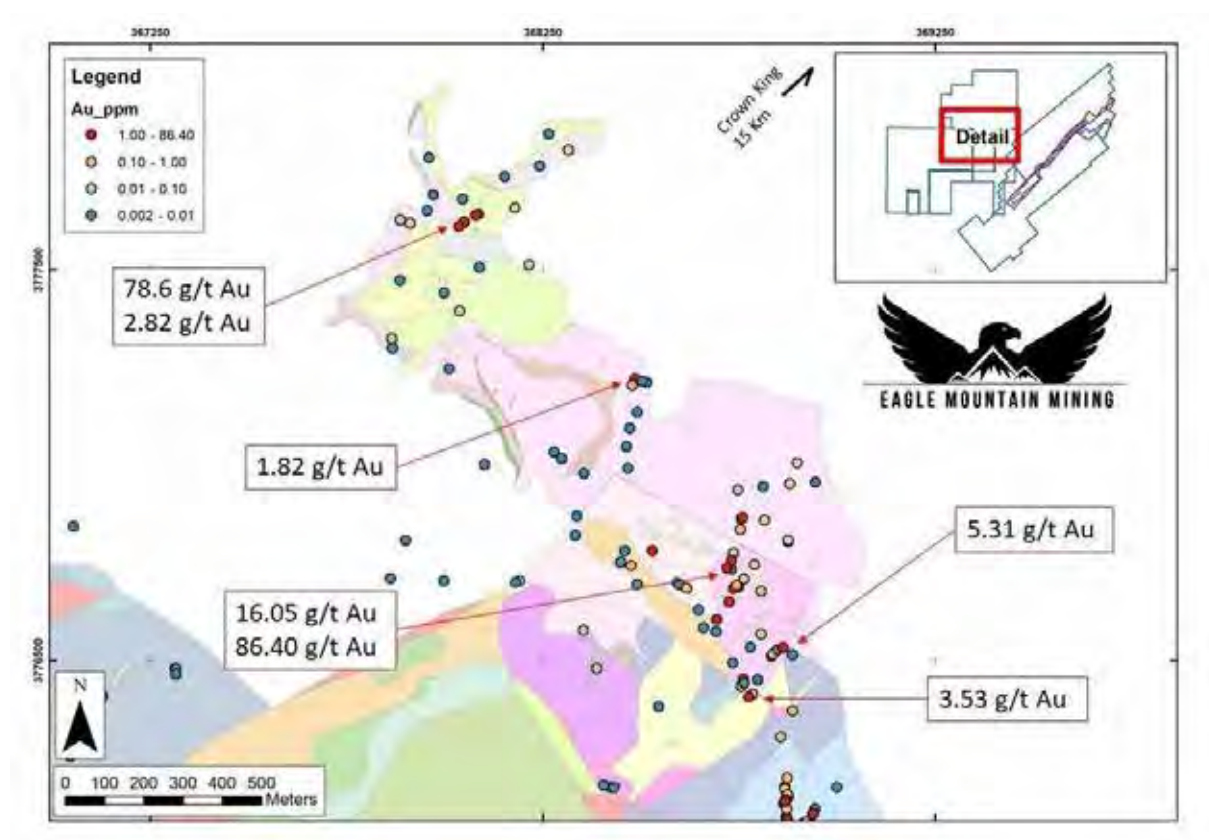 367250
368250
369250
Legend
Au_ppm
1.00 - 86.40
0.10 - 1.00
0.01 - 0.10
0.002 - 0.01
Crown King
15 Km
Detail
3777500
78.6 g/t Au
2.82 g/t Au
EAGLE MOUNTAIN MINING
1.82 g/t Au
5.31 g/t Au
16.05 g/t Au
86.40 g/t Au
3776500
3.53 g/t Au
N
0 100 200 300 400 500
Meters